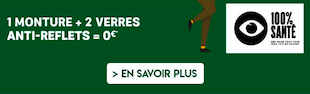 1 MONTURE + 2 VERRES
ANTI-REFLETS = 0€*
100%
SANTÉ
> EN SAVOIR PLUS